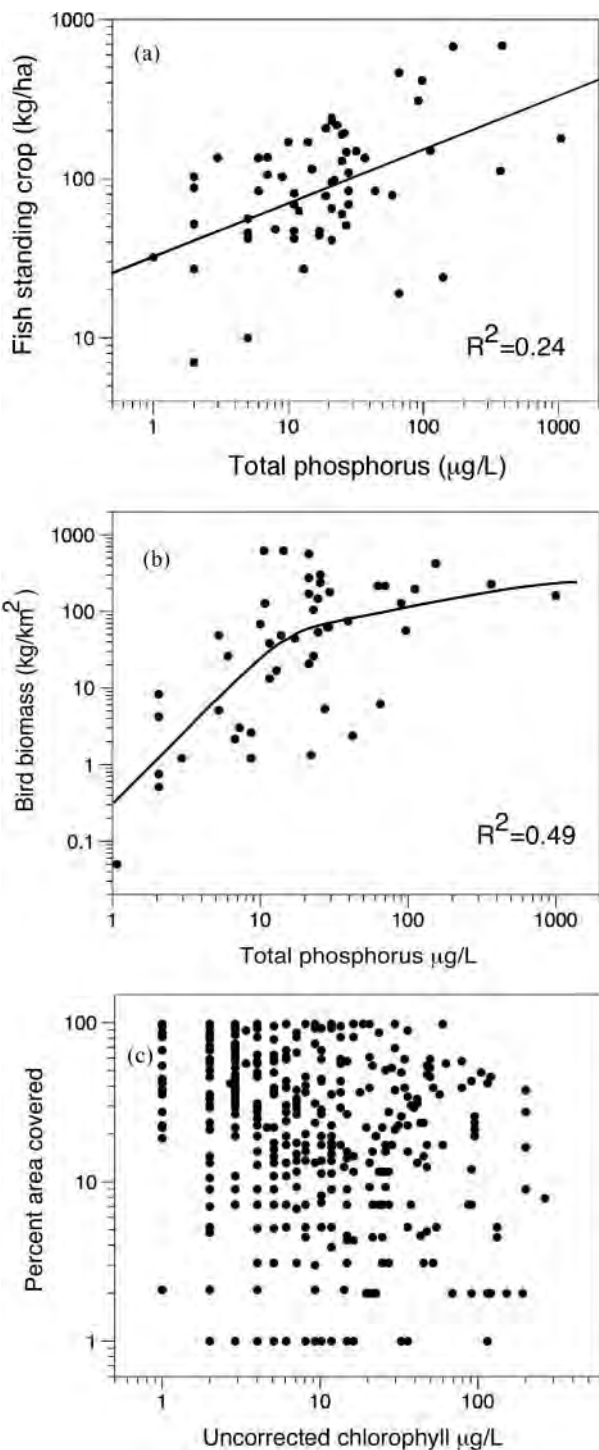 (a)
Fish standing crop (kg/ha)
1000
100
10
R²=0.24
1
10
100
1000
Total phosphorus (μg/L)
(b)
Bird biomass (kg/km²)
1000
100
10
1
0.1
R²=0.49
1
10
100
1000
Total phosphorus μg/L
(c)
Percent area covered
100
10
1
1
10
100
Uncorrected chlorophyll μg/L